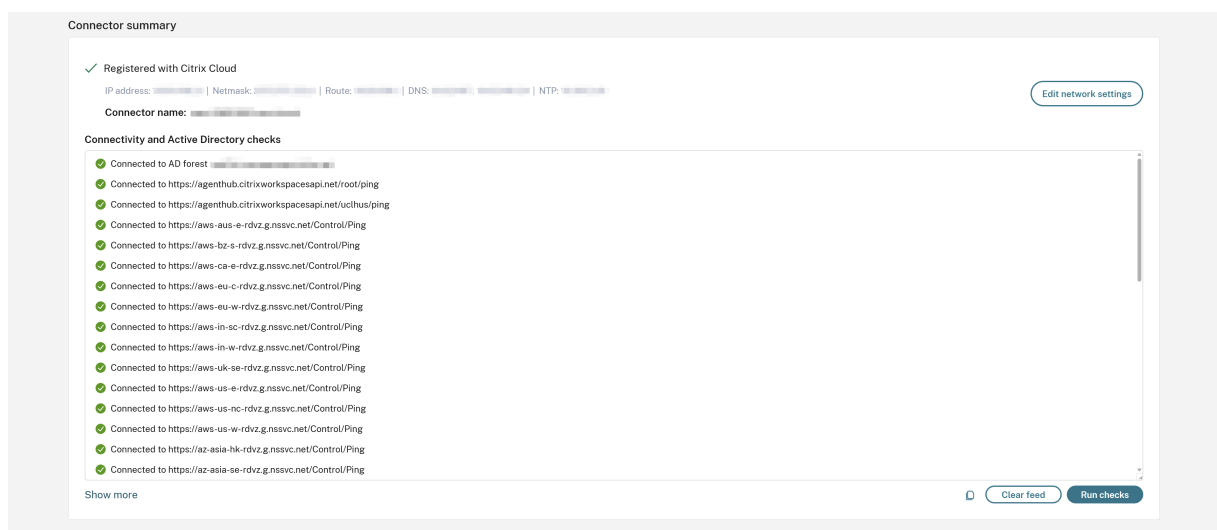 Connector summary
Registered with Citrix Cloud
IP address: | Netmask: | Route: | DNS: , | NTP:
Edit network settings
Connector name:
Connectivity and Active Directory checks
Connected to AD forest
Connected to https://agenthub.citrixworkspacesapi.net/root/ping
Connected to https://agenthub.citrixworkspacesapi.net/uclhus/ping
Connected to https://aws-aus-e-rdvz.g.nssvc.net/Control/Ping
Connected to https://aws-bz-s-rdvz.g.nssvc.net/Control/Ping
Connected to https://aws-ca-e-rdvz.g.nssvc.net/Control/Ping
Connected to https://aws-eu-c-rdvz.g.nssvc.net/Control/Ping
Connected to https://aws-eu-w-rdvz.g.nssvc.net/Control/Ping
Connected to https://aws-in-sc-rdvz.g.nssvc.net/Control/Ping
Connected to https://aws-in-w-rdvz.g.nssvc.net/Control/Ping
Connected to https://aws-uk-se-rdvz.g.nssvc.net/Control/Ping
Connected to https://aws-us-e-rdvz.g.nssvc.net/Control/Ping
Connected to https://aws-us-nc-rdvz.g.nssvc.net/Control/Ping
Connected to https://aws-us-w-rdvz.g.nssvc.net/Control/Ping
Connected to https://az-asia-hk-rdvz.g.nssvc.net/Control/Ping
Connected to https://az-asia-se-rdvz.g.nssvc.net/Control/Ping
Show more
Clear feed
Run checks